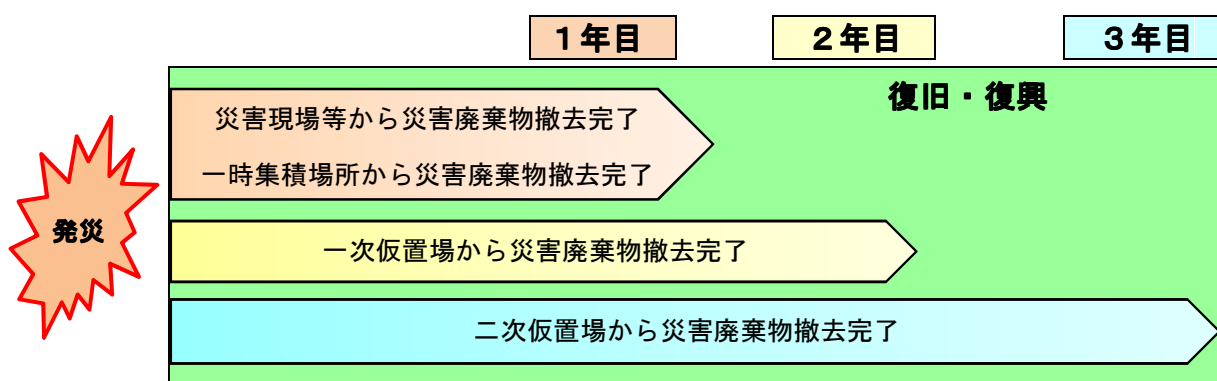 １年目
２年目
３年目
復旧・復興
発災
災害現場等から災害廃棄物撤去完了
一時集積場所から災害廃棄物撤去完了
一次仮置場から災害廃棄物撤去完了
二次仮置場から災害廃棄物撤去完了